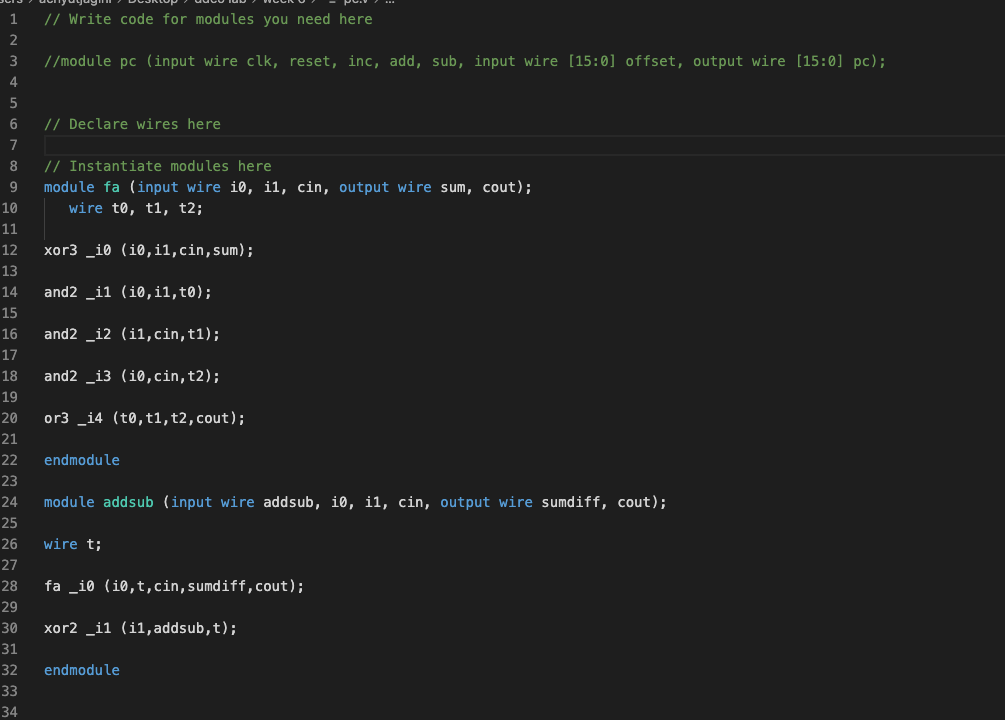 1 // Write code for modules you need here
2
3 //module pc (input wire clk, reset, inc, add, sub, input wire [15:0] offset, output wire [15:0] pc);
4
5
6 // Declare wires here
7
8 // Instantiate modules here
9 module fa (input wire i0, i1, cin, output wire sum, cout);
10 wire t0, t1, t2;
11
12 xor3 _i0 (i0,i1,cin,sum);
13
14 and2 _i1 (i0,i1,t0);
15
16 and2 _i2 (i1,cin,t1);
17
18 and2 _i3 (i0,cin,t2);
19
20 or3 _i4 (t0,t1,t2,cout);
21
22 endmodule
23
24 module addsub (input wire addsub, i0, i1, cin, output wire sumdiff, cout);
25
26 wire t;
27
28 fa _i0 (i0,t,cin,sumdiff,cout);
29
30 xor2 _i1 (i1,addsub,t);
31
32 endmodule
33
34